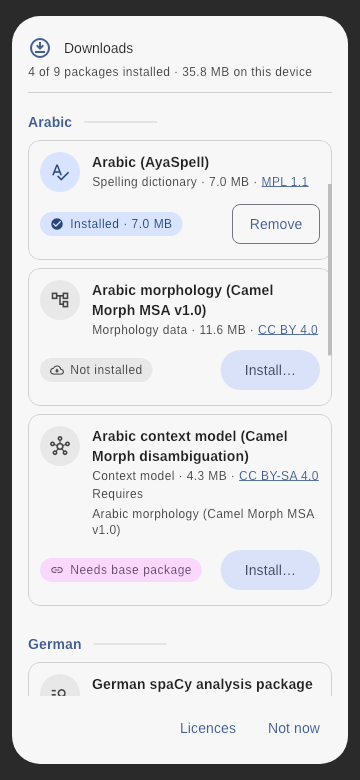 Downloads
4 of 9 packages installed · 35.8 MB on this device
Arabic
Arabic (AyaSpell)
Spelling dictionary · 7.0 MB · MPL 1.1
Installed · 7.0 MB
Remove
Arabic morphology (Camel
Morph MSA v1.0)
Morphology data · 11.6 MB · CC BY 4.0
Not installed
Install…
Arabic context model (Camel
Morph disambiguation)
Context model · 4.3 MB · CC BY-SA 4.0
Requires
Arabic morphology (Camel Morph MSA
v1.0)
Needs base package
Install…
German
German spaCy analysis package
Licences
Not now